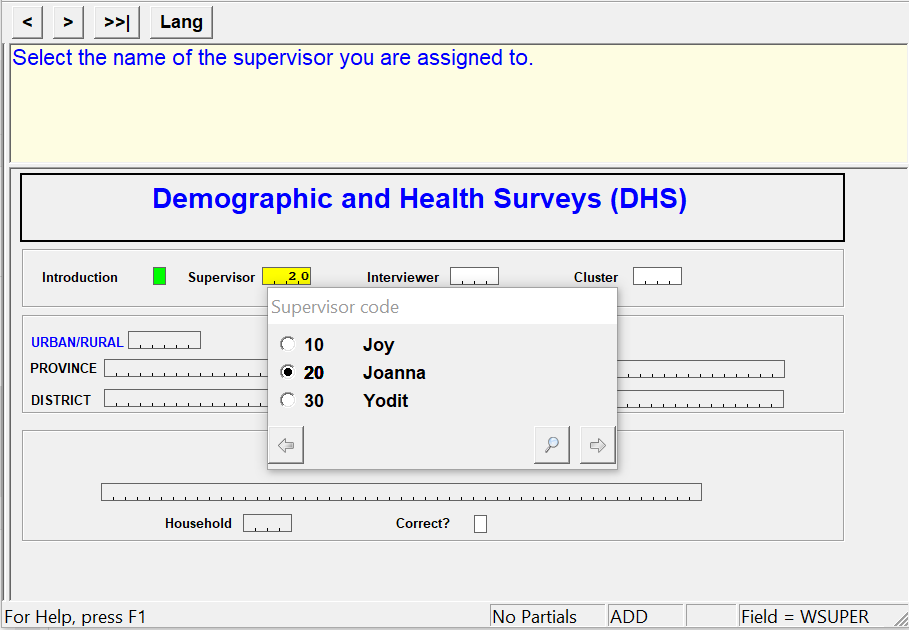 < > >>| Lang
Select the name of the supervisor you are assigned to.
Demographic and Health Surveys (DHS)
Introduction Supervisor 20 Interviewer Cluster
Supervisor code
10 Joy
20 Joanna
30 Yodit
URBAN/RURAL
PROVINCE
DISTRICT
Household Correct?
For Help, press F1 No Partials ADD Field = WSUPER